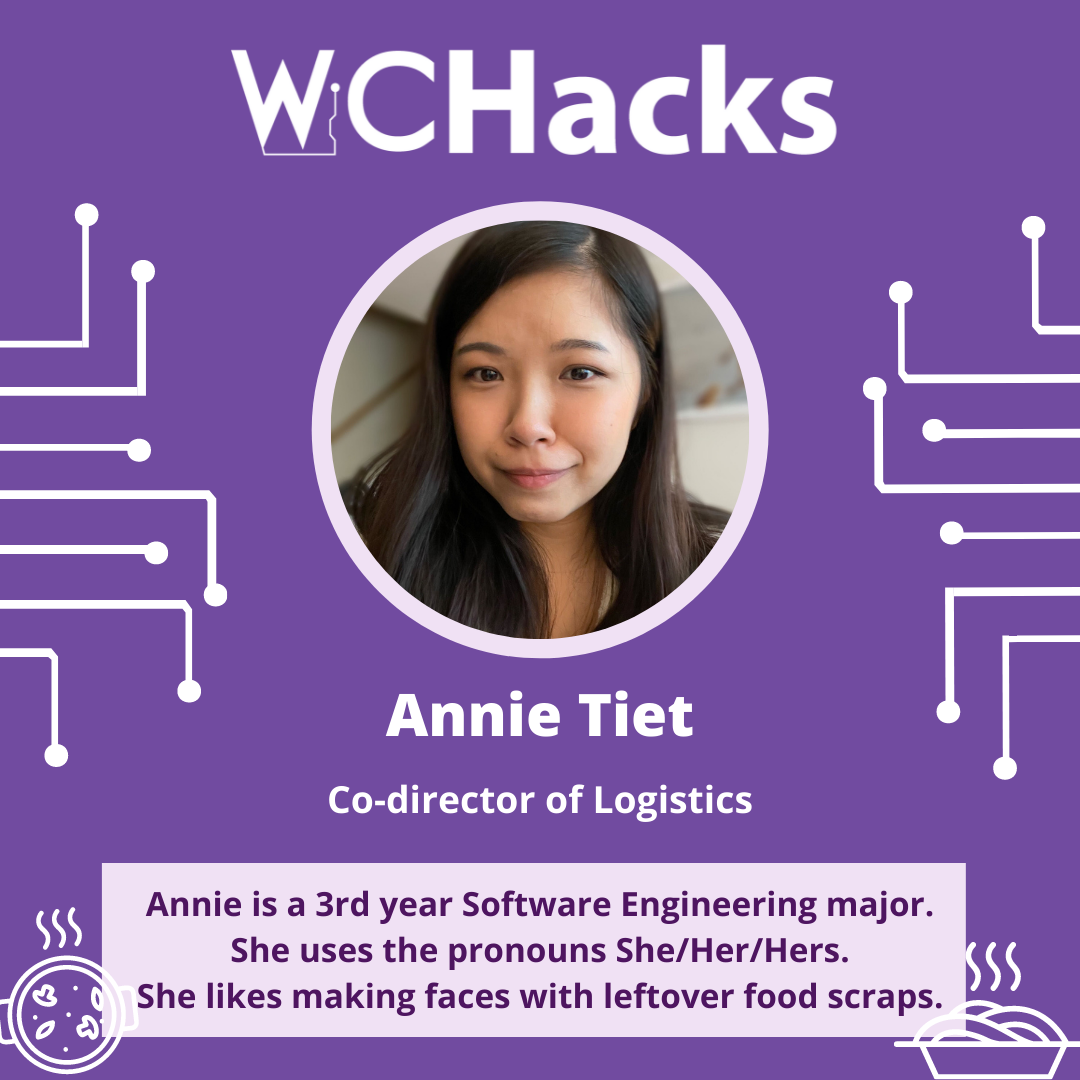 WiCHacks
Annie Tiet
Co-director of Logistics
Annie is a 3rd year Software Engineering major.
She uses the pronouns She/Her/Hers.
She likes making faces with leftover food scraps.